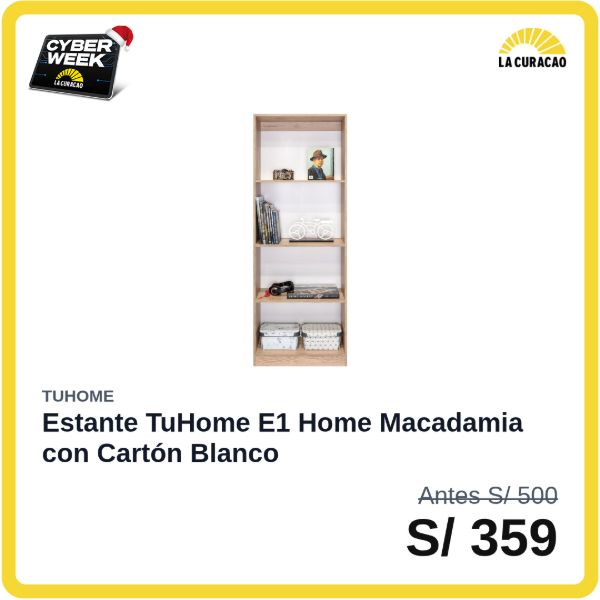 CYBER
WEEK
LA CURACAO
LA CURACAO
TUHOME
Estante TuHome E1 Home Macadamia
con Cartón Blanco
Antes S/ 500
S/ 359